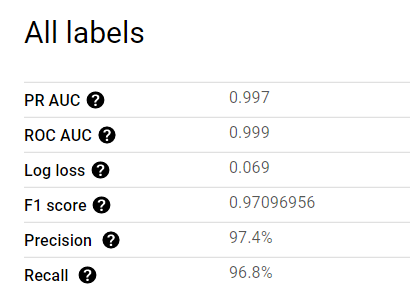 All labels
PR AUC ? 0.997
ROC AUC ? 0.999
Log loss ? 0.069
F1 score ? 0.97096956
Precision ? 97.4%
Recall ? 96.8%